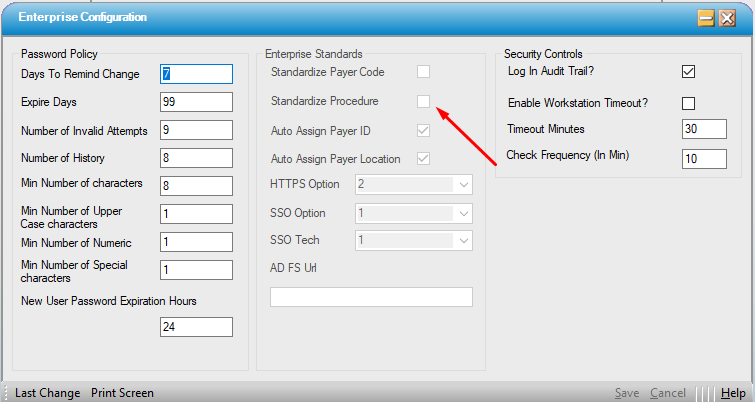 Enterprise Configuration
Password Policy
Days To Remind Change
7
Expire Days
99
Number of Invalid Attempts
9
Number of History
8
Min Number of characters
8
Min Number of Upper
Case characters
1
Min Number of Numeric
1
Min Number of Special
characters
1
New User Password Expiration Hours
24
Enterprise Standards
Standardize Payer Code
Standardize Procedure
Auto Assign Payer ID
Auto Assign Payer Location
HTTPS Option
2
SSO Option
1
SSO Tech
1
AD FS Url
Security Controls
Log In Audit Trail?
Enable Workstation Timeout?
Timeout Minutes
30
Check Frequency (In Min)
10
Last Change Print Screen
Save Cancel Help